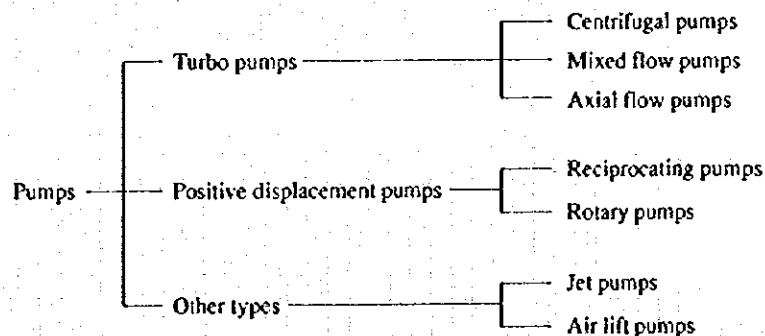 Centrifugal pumps
Turbo pumps
Mixed flow pumps
Axial flow pumps
Reciprocating pumps
Pumps
Positive displacement pumps
Rotary pumps
Jet pumps
Other types
Air lift pumps